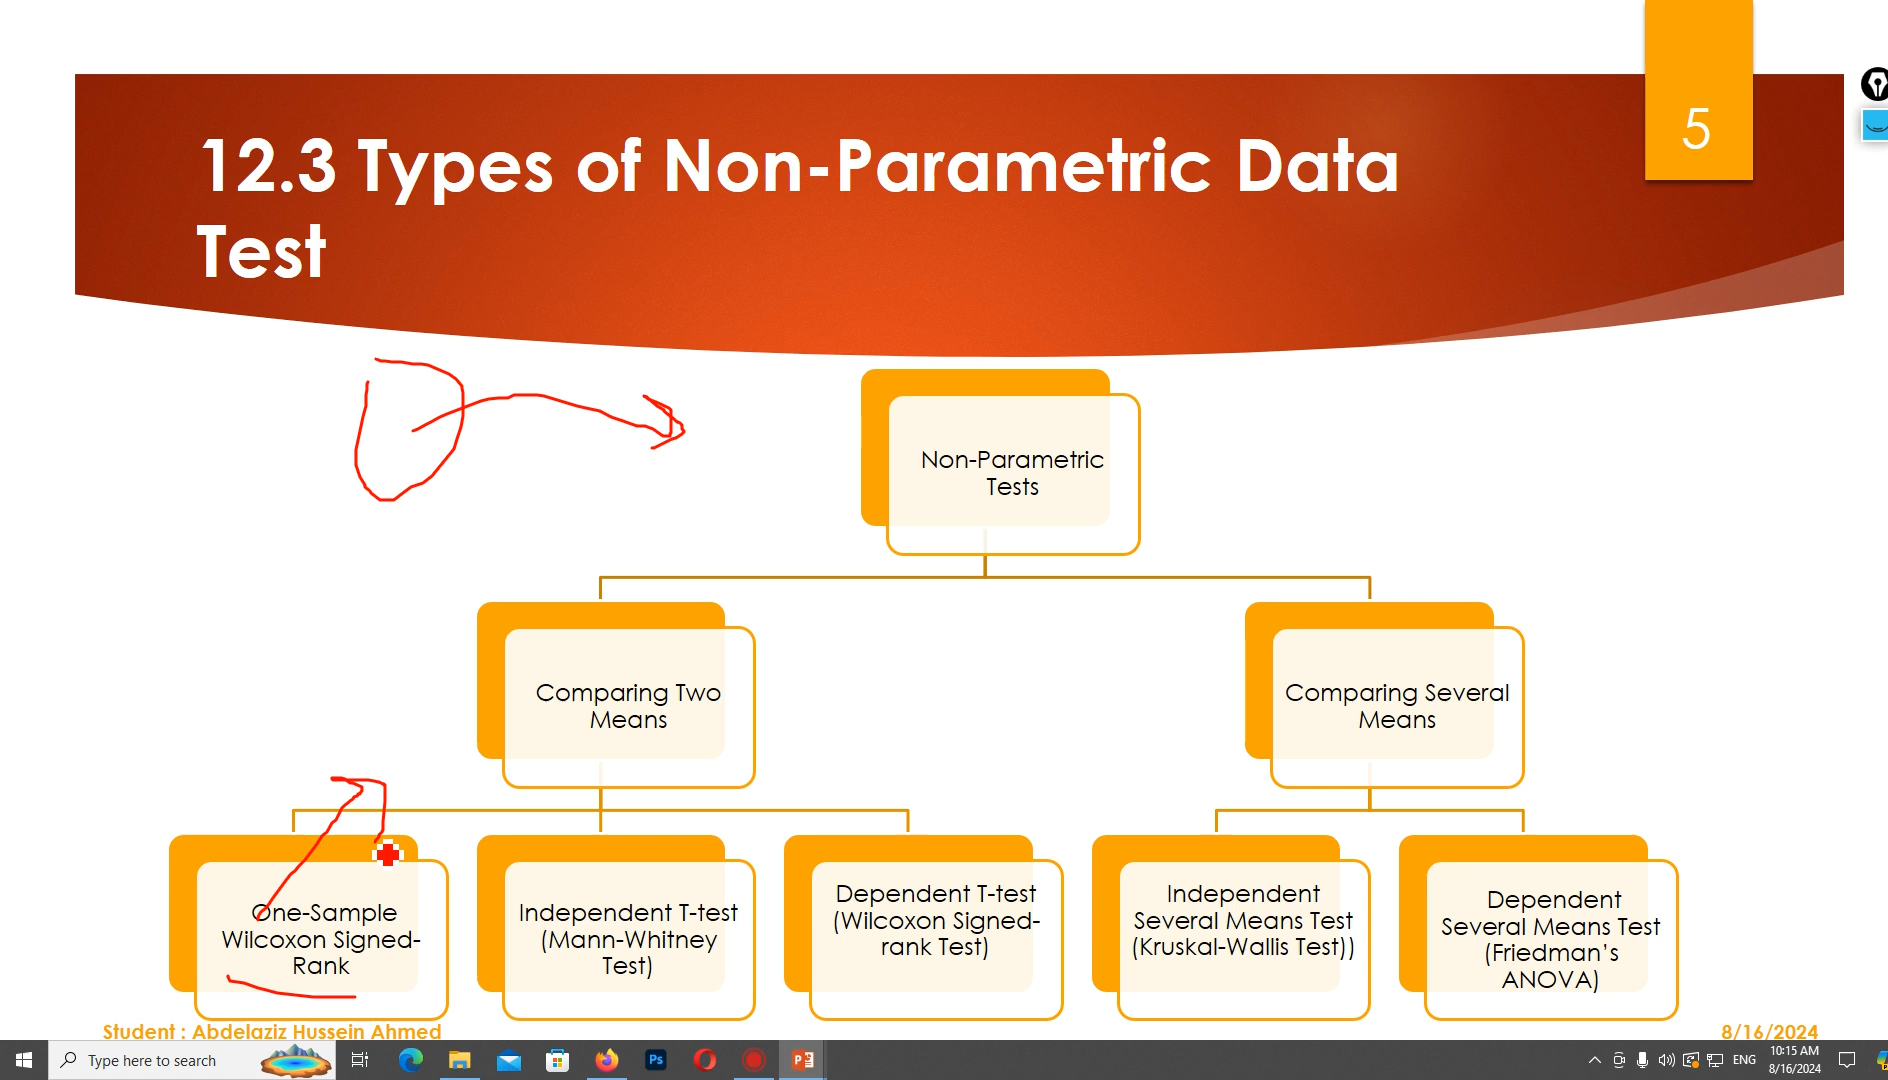 5
12.3 Types of Non-Parametric Data
Test
Non-Parametric
Tests
Comparing Two
Means
Comparing Several
Means
One-Sample
Wilcoxon Signed-
Rank
Independent T-test
(Mann-Whitney
Test)
Dependent T-test
(Wilcoxon Signed-
rank Test)
Independent
Several Means Test
(Kruskal-Wallis Test))
Dependent
Several Means Test
(Friedman’s
ANOVA)
Student : Abdelaziz Hussein Ahmed
8/16/2024
Type here to search
Ps
ENG
10:15 AM
8/16/2024